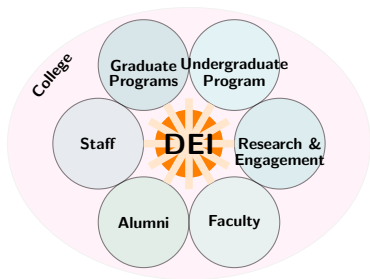 College
Graduate
Programs
Undergraduate
Program
Staff
DEI
Research &
Engagement
Alumni
Faculty